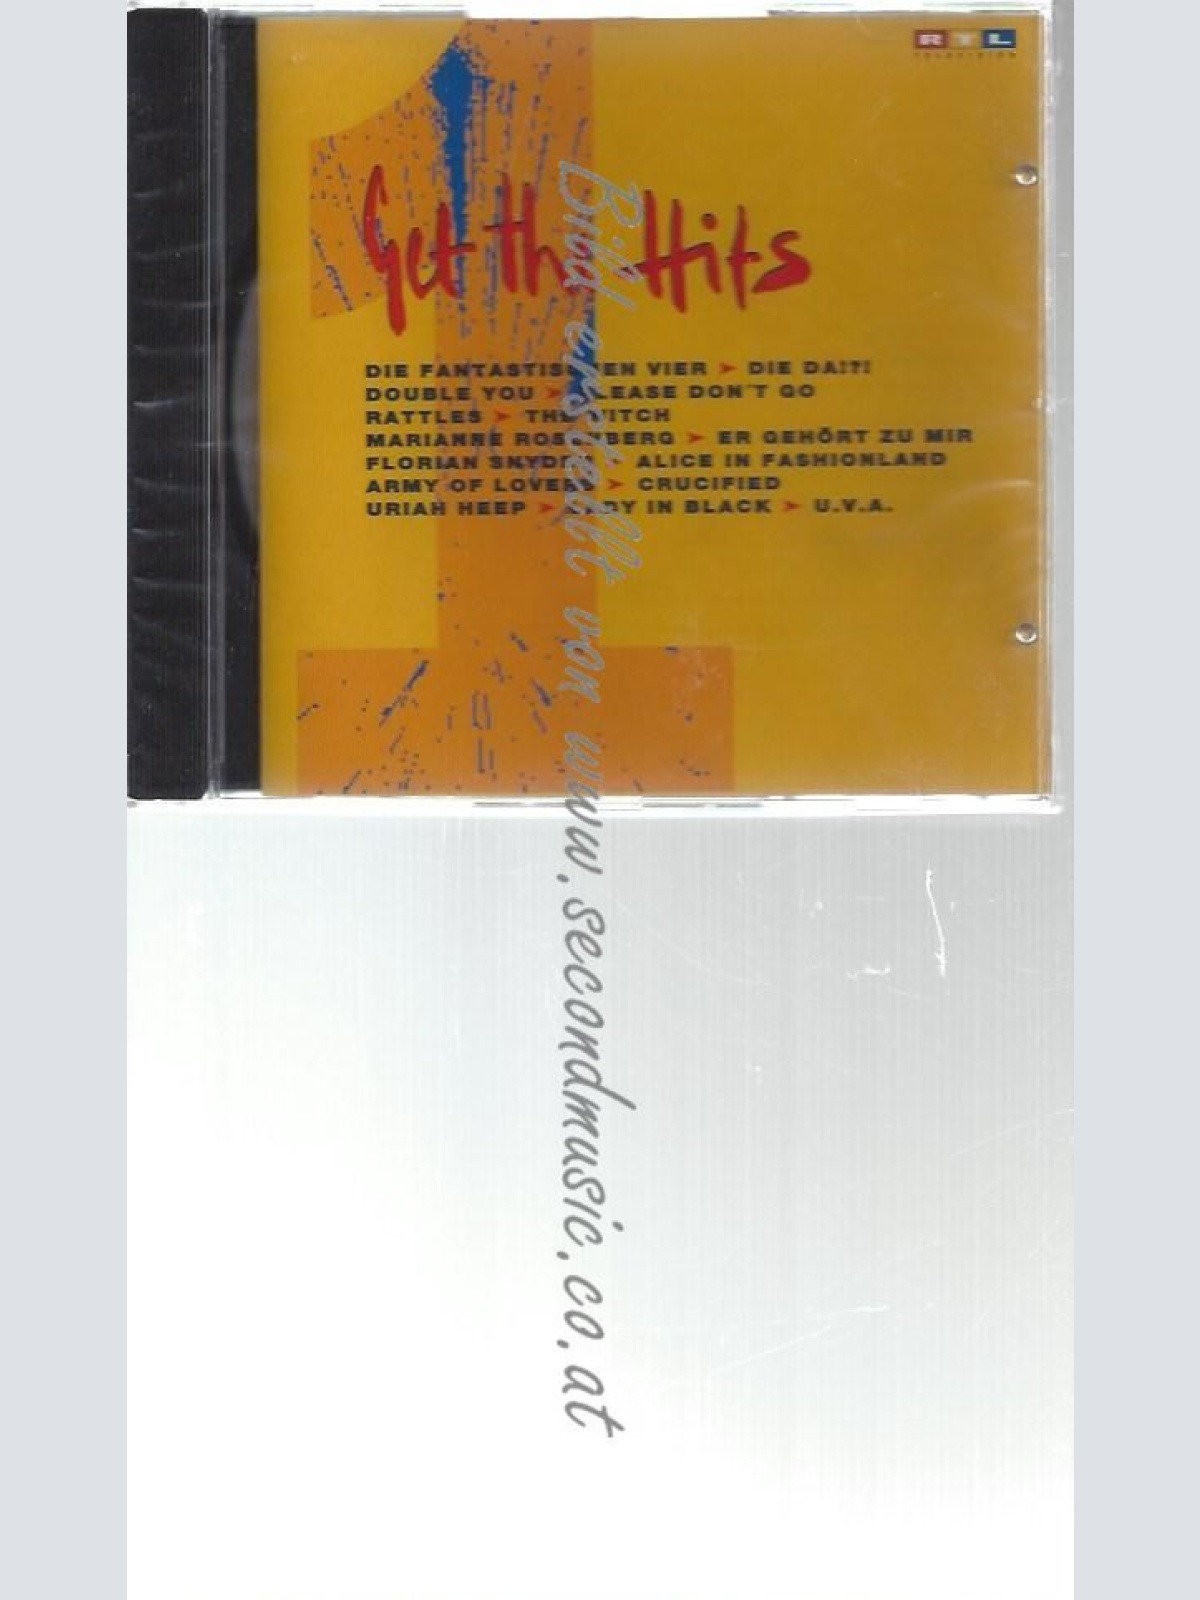 RTL
TELEVISION
Get the Hits
DIE FANTASTISCHEN VIER ➤ DIE DA!?!
DOUBLE YOU ➤ PLEASE DON'T GO
RATTLES ➤ THE WITCH
MARIANNE ROSENBERG ➤ ER GEHÖRT ZU MIR
FLORIAN SNYDER ➤ ALICE IN FASHIONLAND
ARMY OF LOVERS ➤ CRUCIFIED
URIAH HEEP ➤ LADY IN BLACK ➤ U.V.A.
Bild erstellt von www.secondmusic.co.at